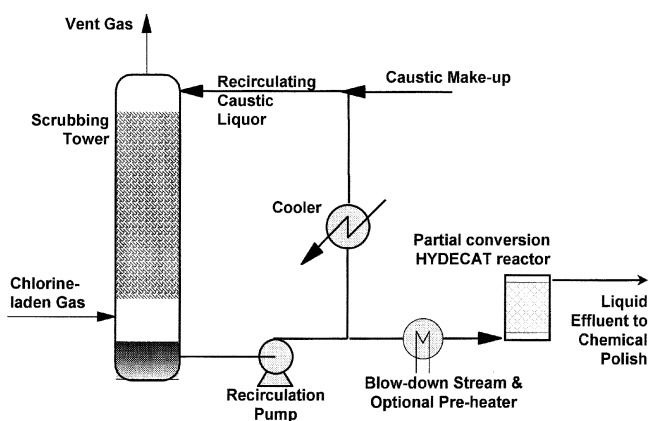 Vent Gas
Recirculating
Caustic
Liquor
Caustic Make-up
Scrubbing
Tower
Cooler
Partial conversion
HYDECAT reactor
Chlorine-
laden Gas
Liquid
Effluent to
Chemical
Polish
Recirculation
Pump
Blow-down Stream &
Optional Pre-heater